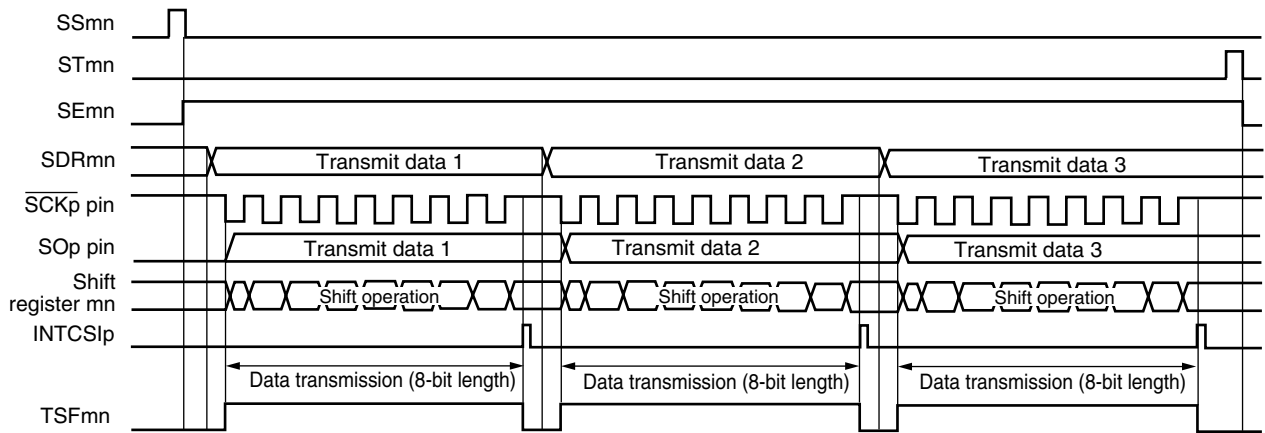 SSmn
STmn
SEmn
SDRmn Transmit data 1 Transmit data 2 Transmit data 3
SCKp pin
SOp pin Transmit data 1 Transmit data 2 Transmit data 3
Shift
register mn Shift operation Shift operation Shift operation
INTCSIp
Data transmission (8-bit length) Data transmission (8-bit length) Data transmission (8-bit length)
TSFmn